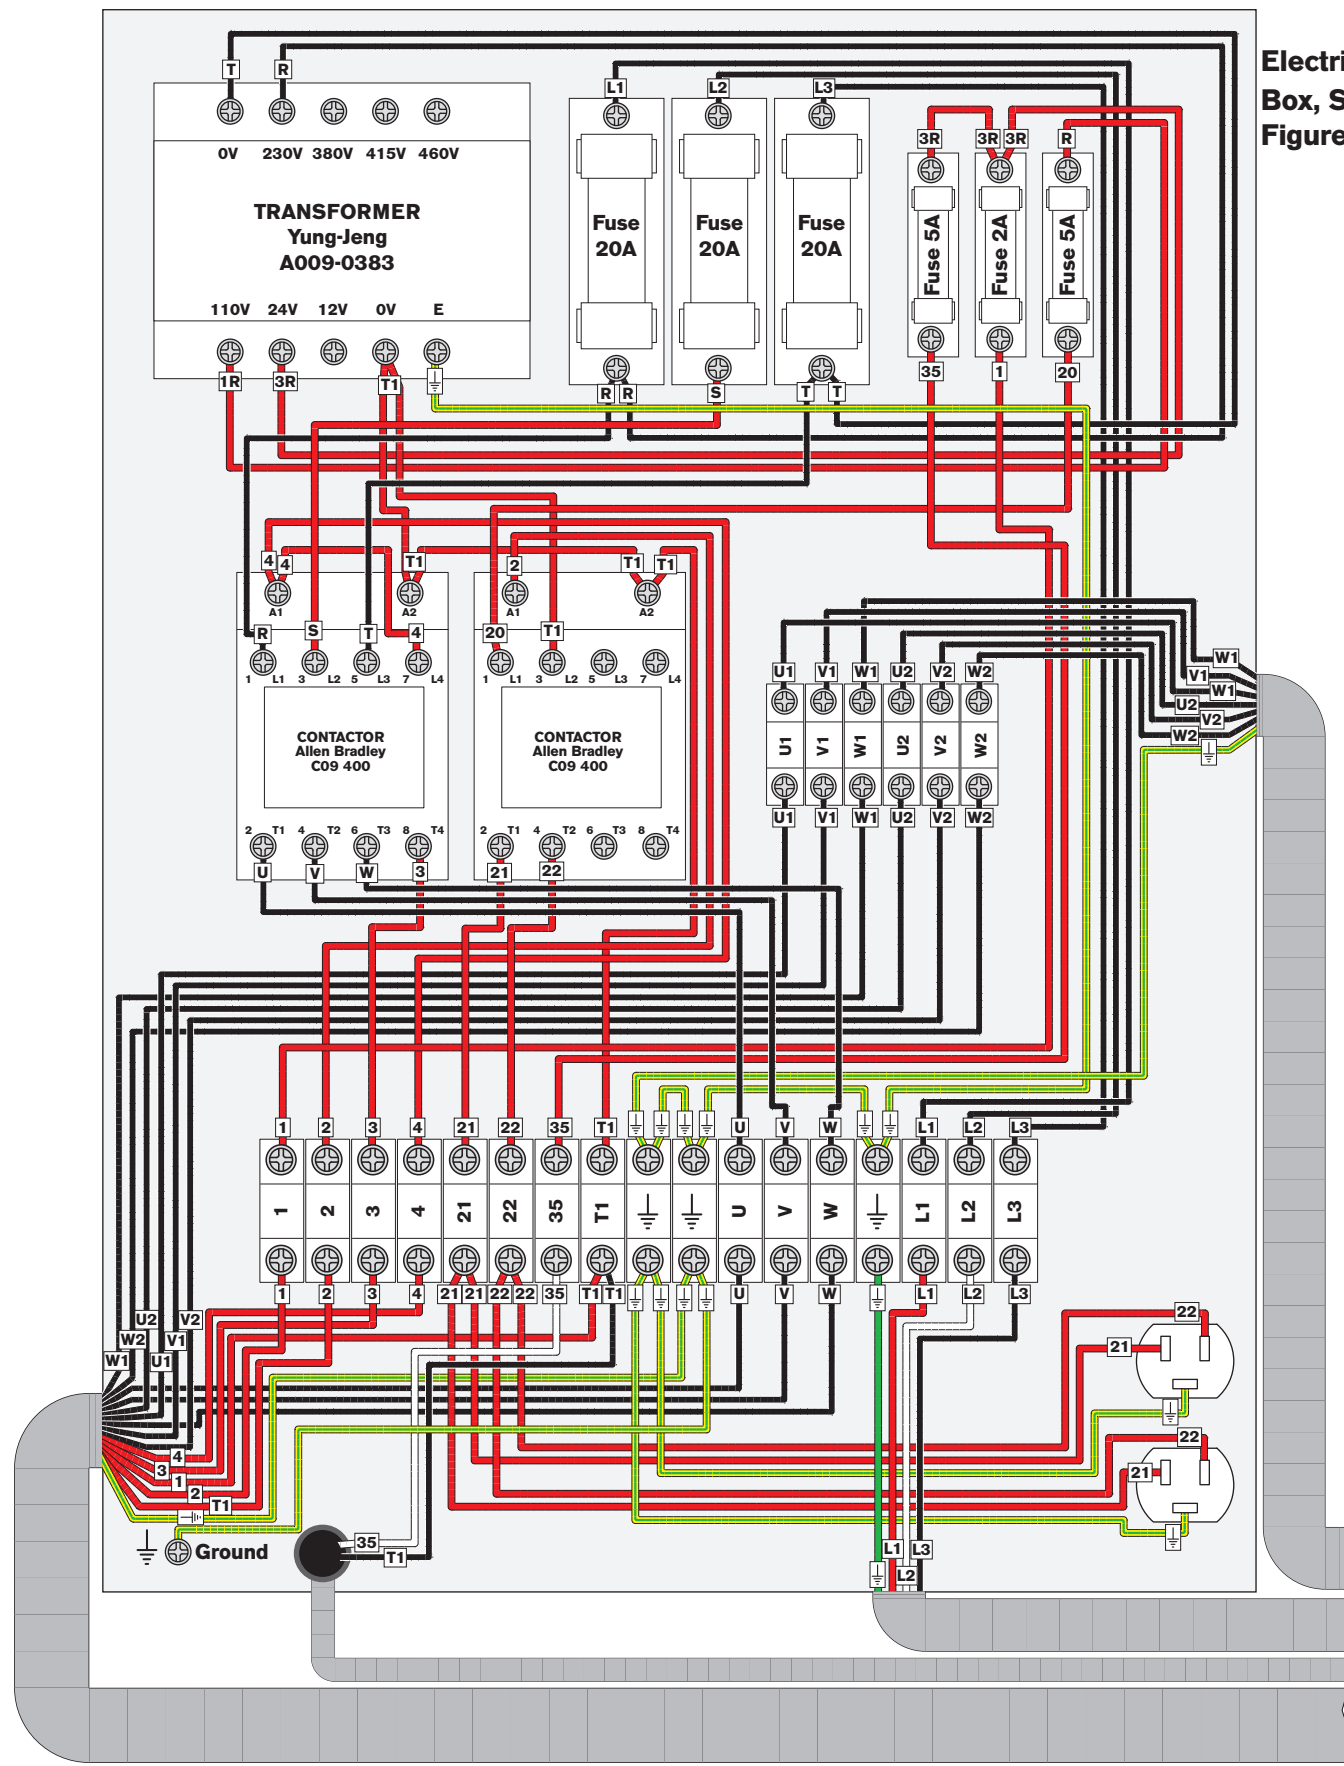 Electri
Box, S
Figure
T R
L1 L2 L3
3R 3R 3R R
0V 230V 380V 415V 460V
TRANSFORMER
Yung-Jeng
A009-0383
110V 24V 12V 0V E
1R 3R T1
Fuse
20A
Fuse
20A
Fuse
20A
Fuse 5A
Fuse 2A
Fuse 5A
R R S T T
35 1 20
4 4 T1 2 T1 T1
A1 A2 A1 A2
R S T 4 20 T1
1 L1 3 L2 5 L3 7 L4
1 L1 3 L2 5 L3 7 L4
CONTACTOR
Allen Bradley
C09 400
CONTACTOR
Allen Bradley
C09 400
2 T1 4 T2 6 T3 8 T4
2 T1 4 T2 6 T3 8 T4
U V W 3 21 22
U1 V1 W1 U2 V2 W2
U1 V1 W1 U2 V2 W2
U1 V1 W1 U2 V2 W2
W1
V1
W1
U2
V2
W2
1 2 3 4 21 22 35 T1 U V W L1 L2 L3
1 2 3 4 21 22 35 T1 U V W L1 L2 L3
1 2 3 4 21 21 22 22 35 T1 T1 U V W L1 L2 L3
U2 V2
W2 V1
W1 U1
22
21
22
21
4
3
1
2
T1
Ground
35
T1
L1 L3
L2